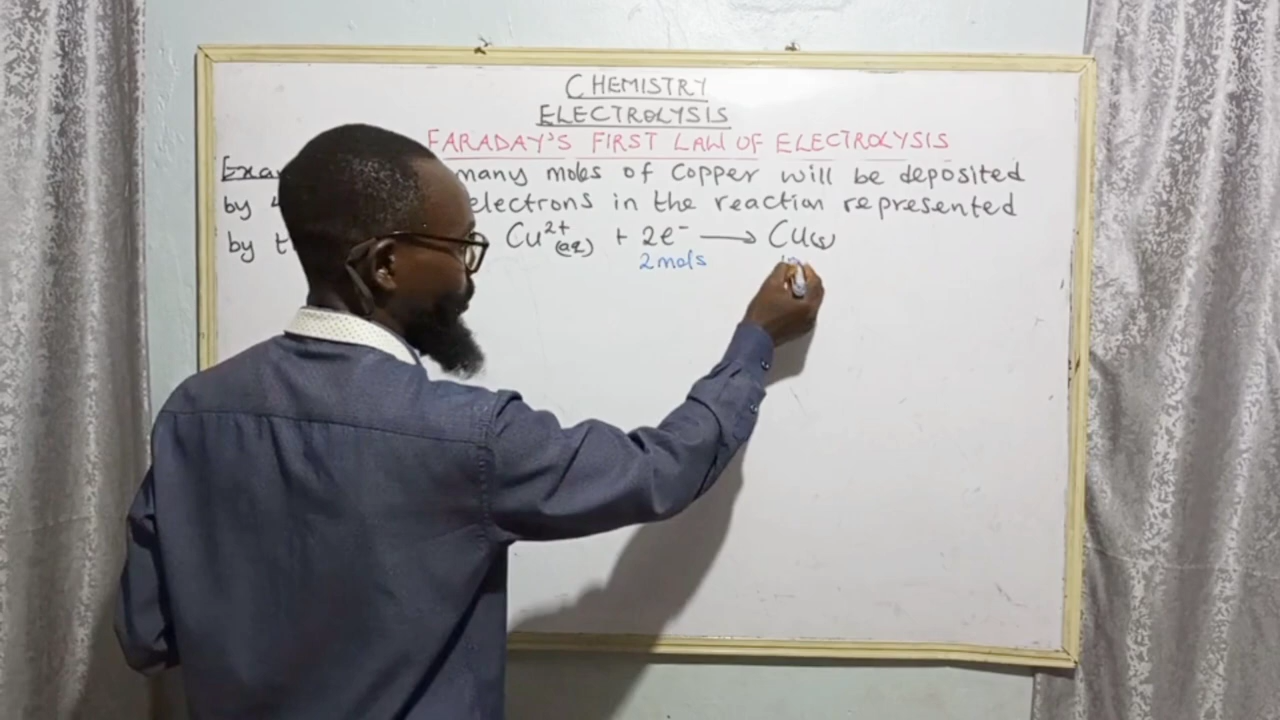 CHEMISTRY
ELECTROLYSIS
FARADAY'S FIRST LAW OF ELECTROLYSIS
many moles of Copper will be deposited
by electrons in the reaction represented
by Cu²⁺(aq) + 2e⁻ → Cu(s)
2mols